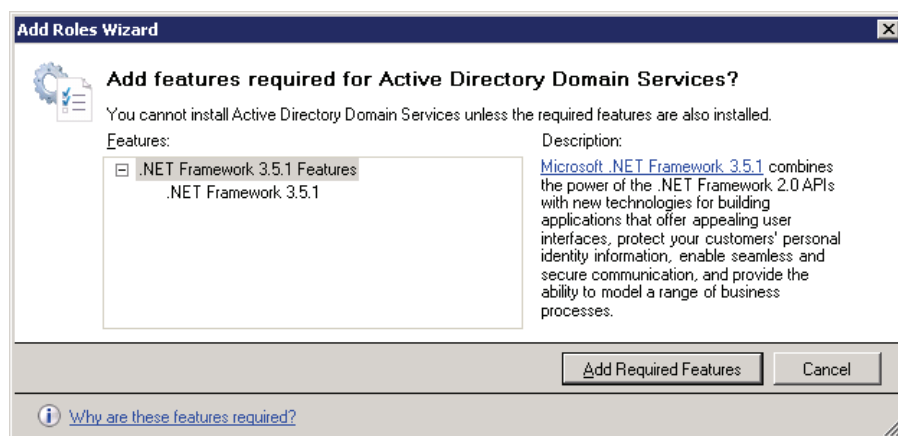 Add Roles Wizard
Add features required for Active Directory Domain Services?
You cannot install Active Directory Domain Services unless the required features are also installed.
Features:
.NET Framework 3.5.1 Features
.NET Framework 3.5.1
Description:
Microsoft .NET Framework 3.5.1 combines
the power of the .NET Framework 2.0 APIs
with new technologies for building
applications that offer appealing user
interfaces, protect your customers' personal
identity information, enable seamless and
secure communication, and provide the
ability to model a range of business
processes.
Add Required Features
Cancel
Why are these features required?